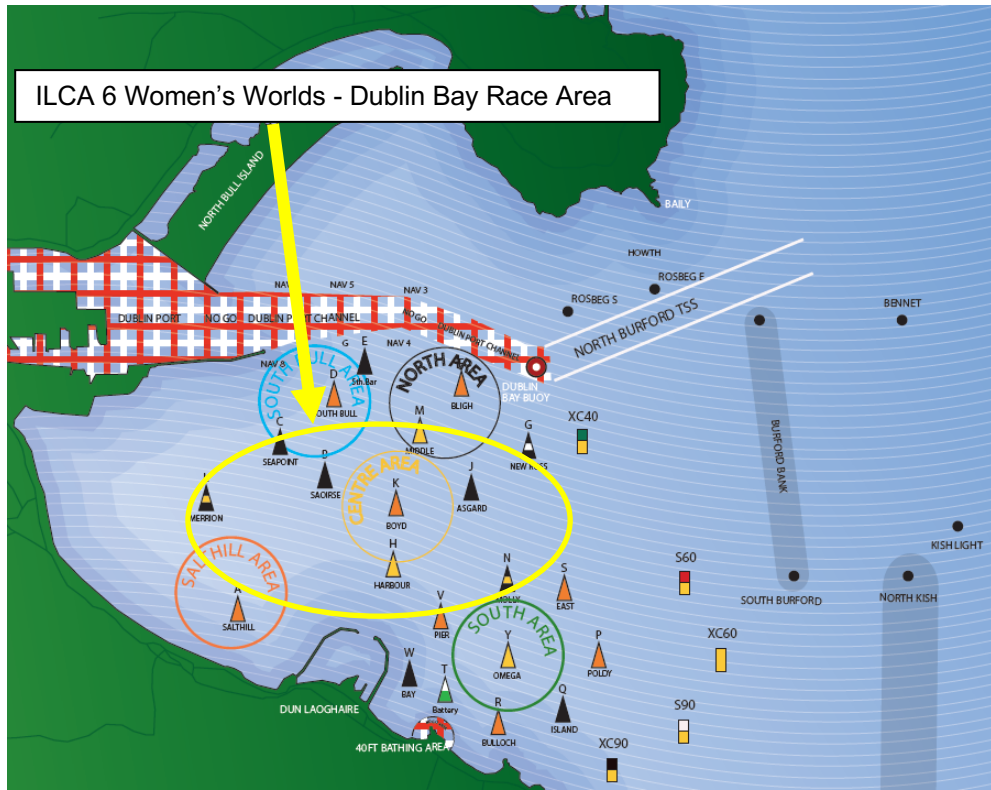 ILCA 6 Women's Worlds - Dublin Bay Race Area
NORTH BULL ISLAND
BAILY
HOWTH
ROSBEG E
ROSBEG S
BENNET
NORTH BURFORD TSS
NAV 5
NAV 3
DUBLIN PORT
NO GO
DUBLIN PORT CHANNEL
NO GO
DUBLIN PORT CHANNEL
G
E
NAV 4
5th.Bar
NAV 8
SOUTH BULL AREA
NORTH AREA
D
BLIGH
DUBLIN
BAY BUOY
M
C
MIDDLE
G
XC40
SEAPOINT
SAOIRSE
CENTRE AREA
K
BOYD
J
ASGARD
MERRION
BURFORD BANK
KISH LIGHT
H
HARBOUR
N
S
EAST
S60
SOUTH BURFORD
NORTH KISH
SALTHILL AREA
A
SALTHILL
V
PIER
SOUTH AREA
Y
OMEGA
P
POLDY
XC60
W
BAY
T
Battery
Q
ISLAND
R
BULLOCH
S90
DUN LAOGHAIRE
40FT BATHING AREA
XC90